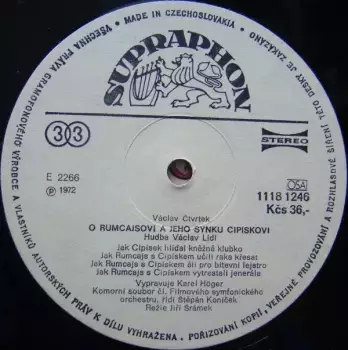 • MADE IN CZECHOSLOVAKIA •
VŠECHNA PRÁVA GRAMOFONOVÉHO VÝROBCE A VLASTNÍKŮ AUTORSKÝCH PRÁV K DÍLU VYHRAŽENA. POŘIZOVÁNÍ KOPIÍ, VEŘEJNÉ PROVOZOVÁNÍ A ROZHLASOVÉ ŠÍŘENÍ TÉTO DESKY JE ZAKÁZÁNO
SUPRAPHON
33
STEREO
E 2266
℗ 1972
OSA
1118 1246
Kčs 36,-
Václav Čtvrtek
O RUMCAJSOVI A JEHO SYNKU CIPÍSKOVI
Hudba Václav Lídl
Jak Cipísek hlídal kněžně klubko
Jak Rumcajs s Cipískem učili raka křesat
Jak Rumcajs s Cipískem šli pro bitevní lejstro
Jak Rumcajs s Cipískem vytrestali jenerála
Vypravuje Karel Höger
Komorní soubor čl. Filmového symfonického
orchestru, řídí Štěpán Koníček
Režie Jiří Šrámek